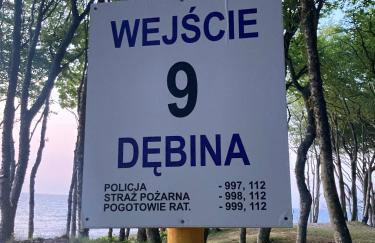 WEJŚCIE
9
DĘBINA
POLICJA - 997, 112
STRAŻ POŻARNA - 998, 112
POGOTOWIE RAT. - 999, 112